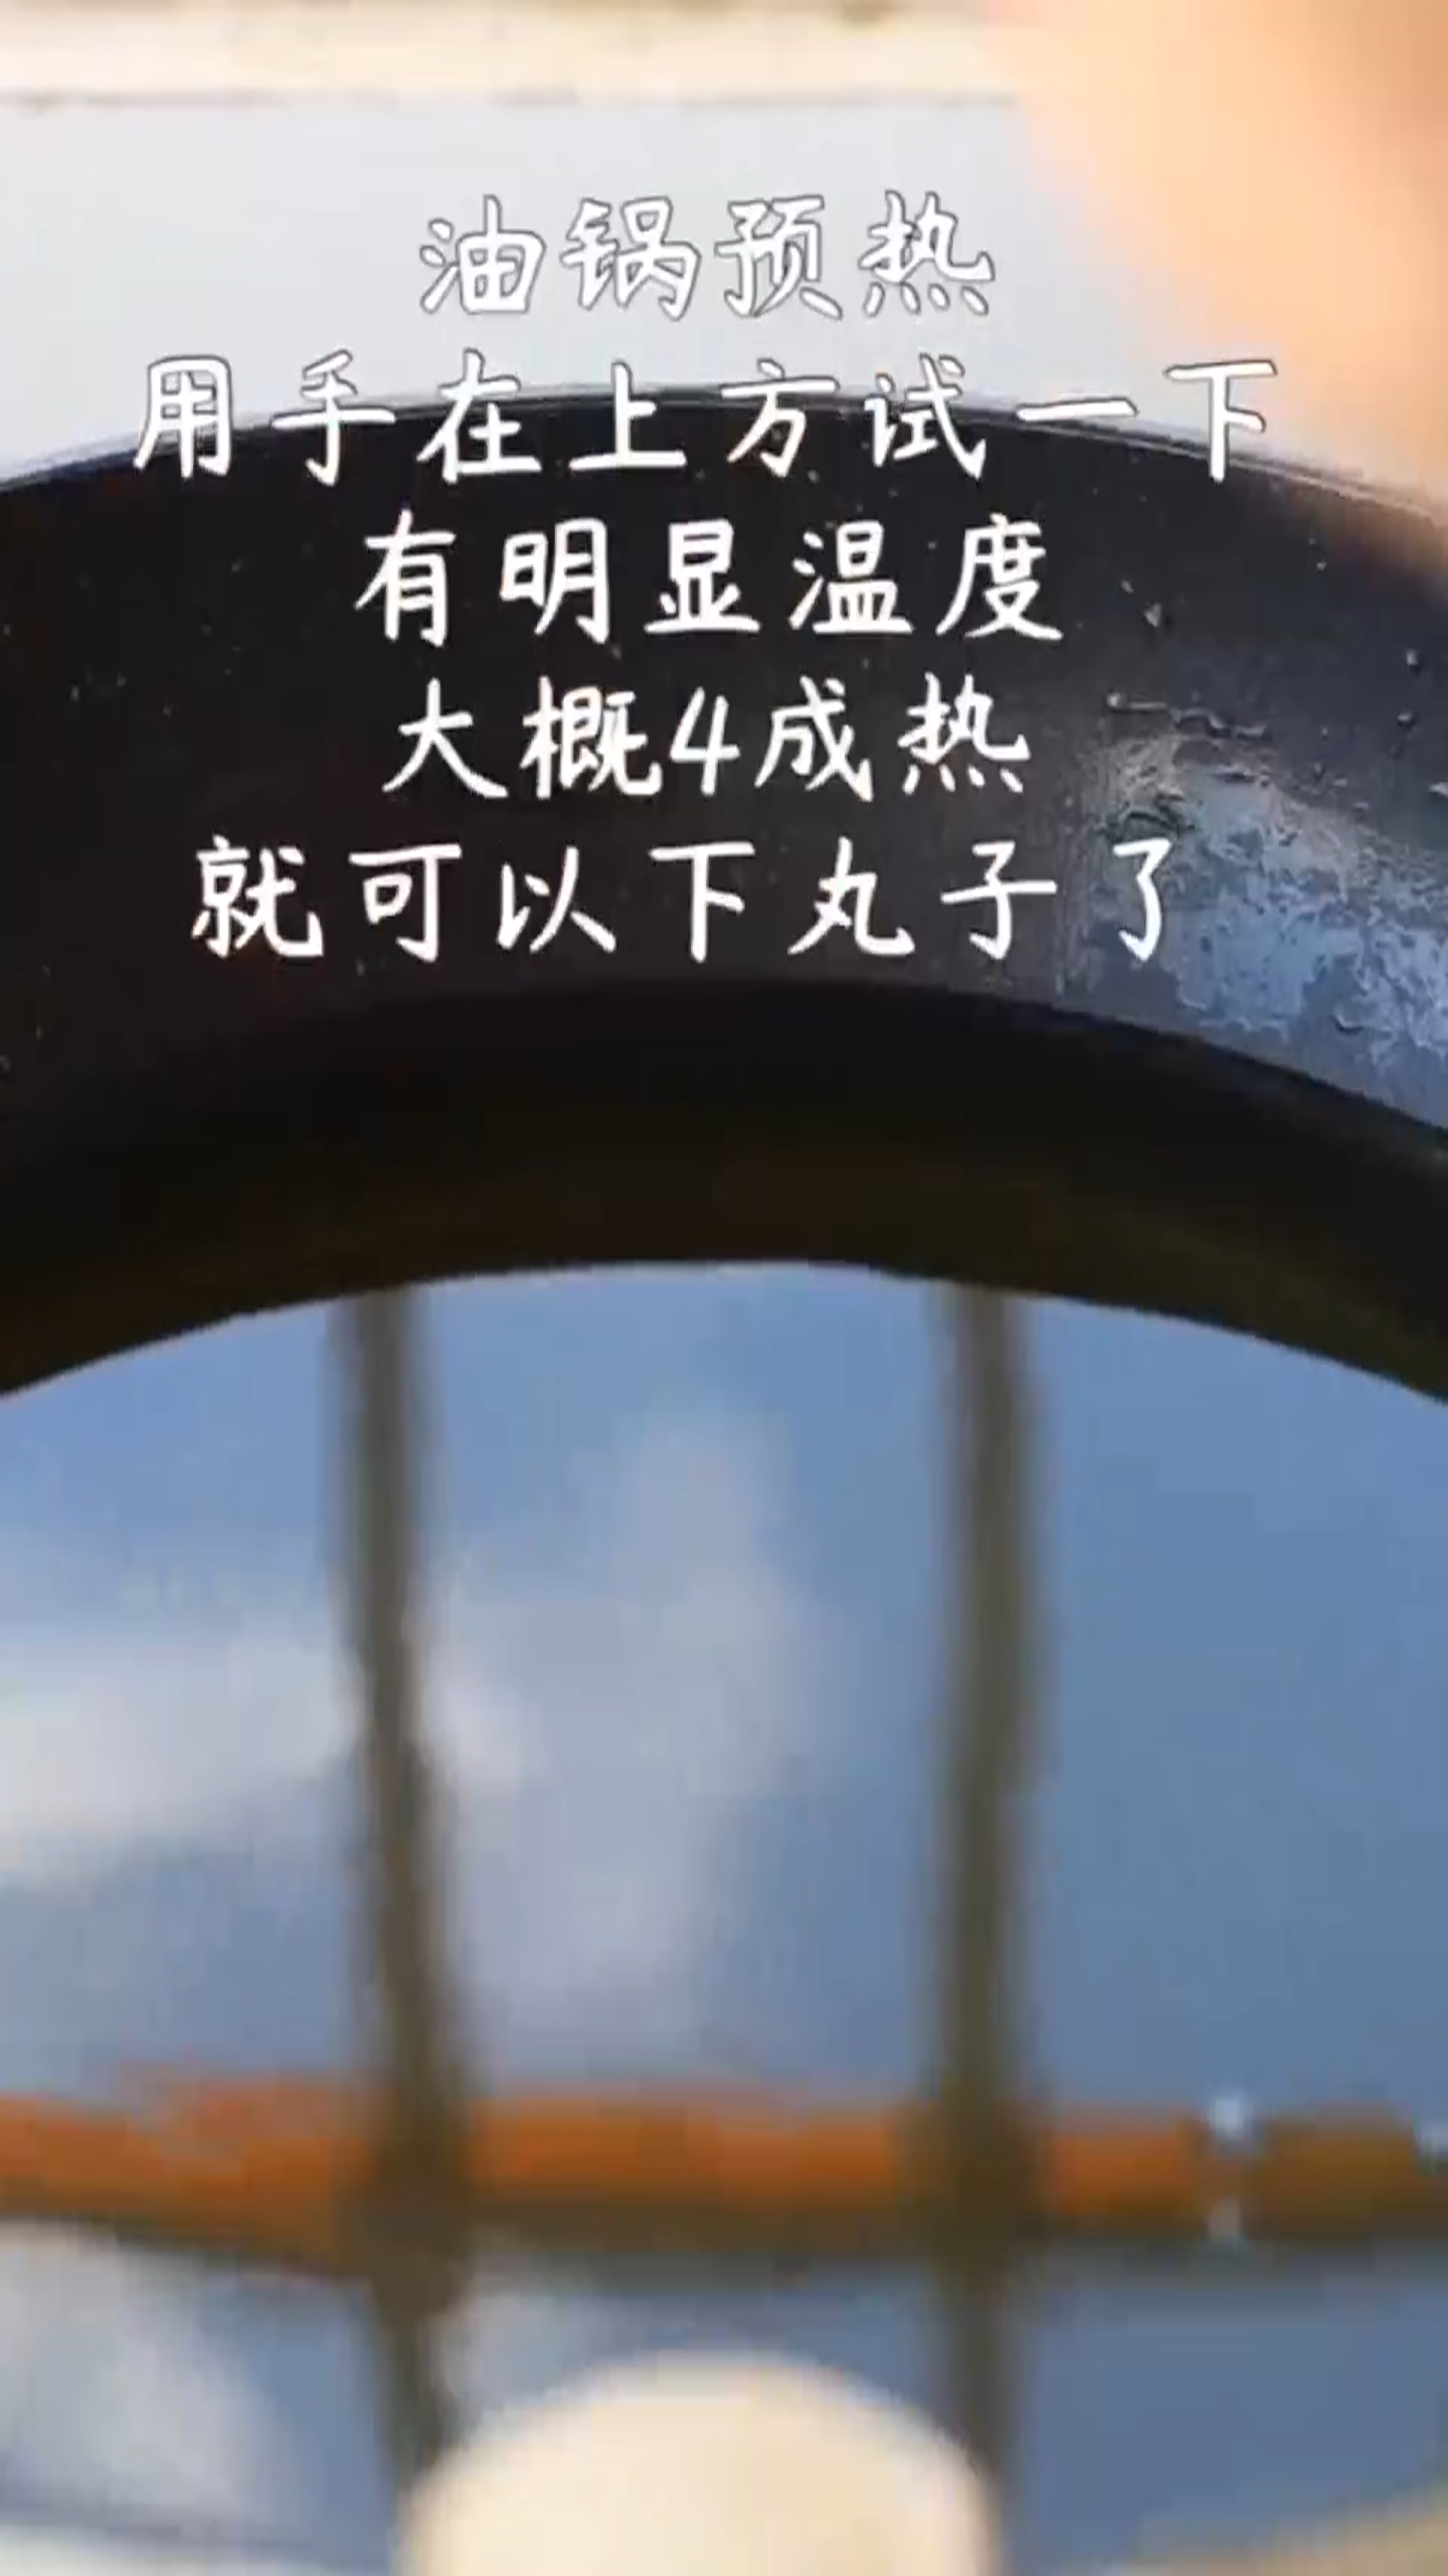 油锅预热
用手在上方试一下
有明显温度
大概4成热
就可以下丸子了